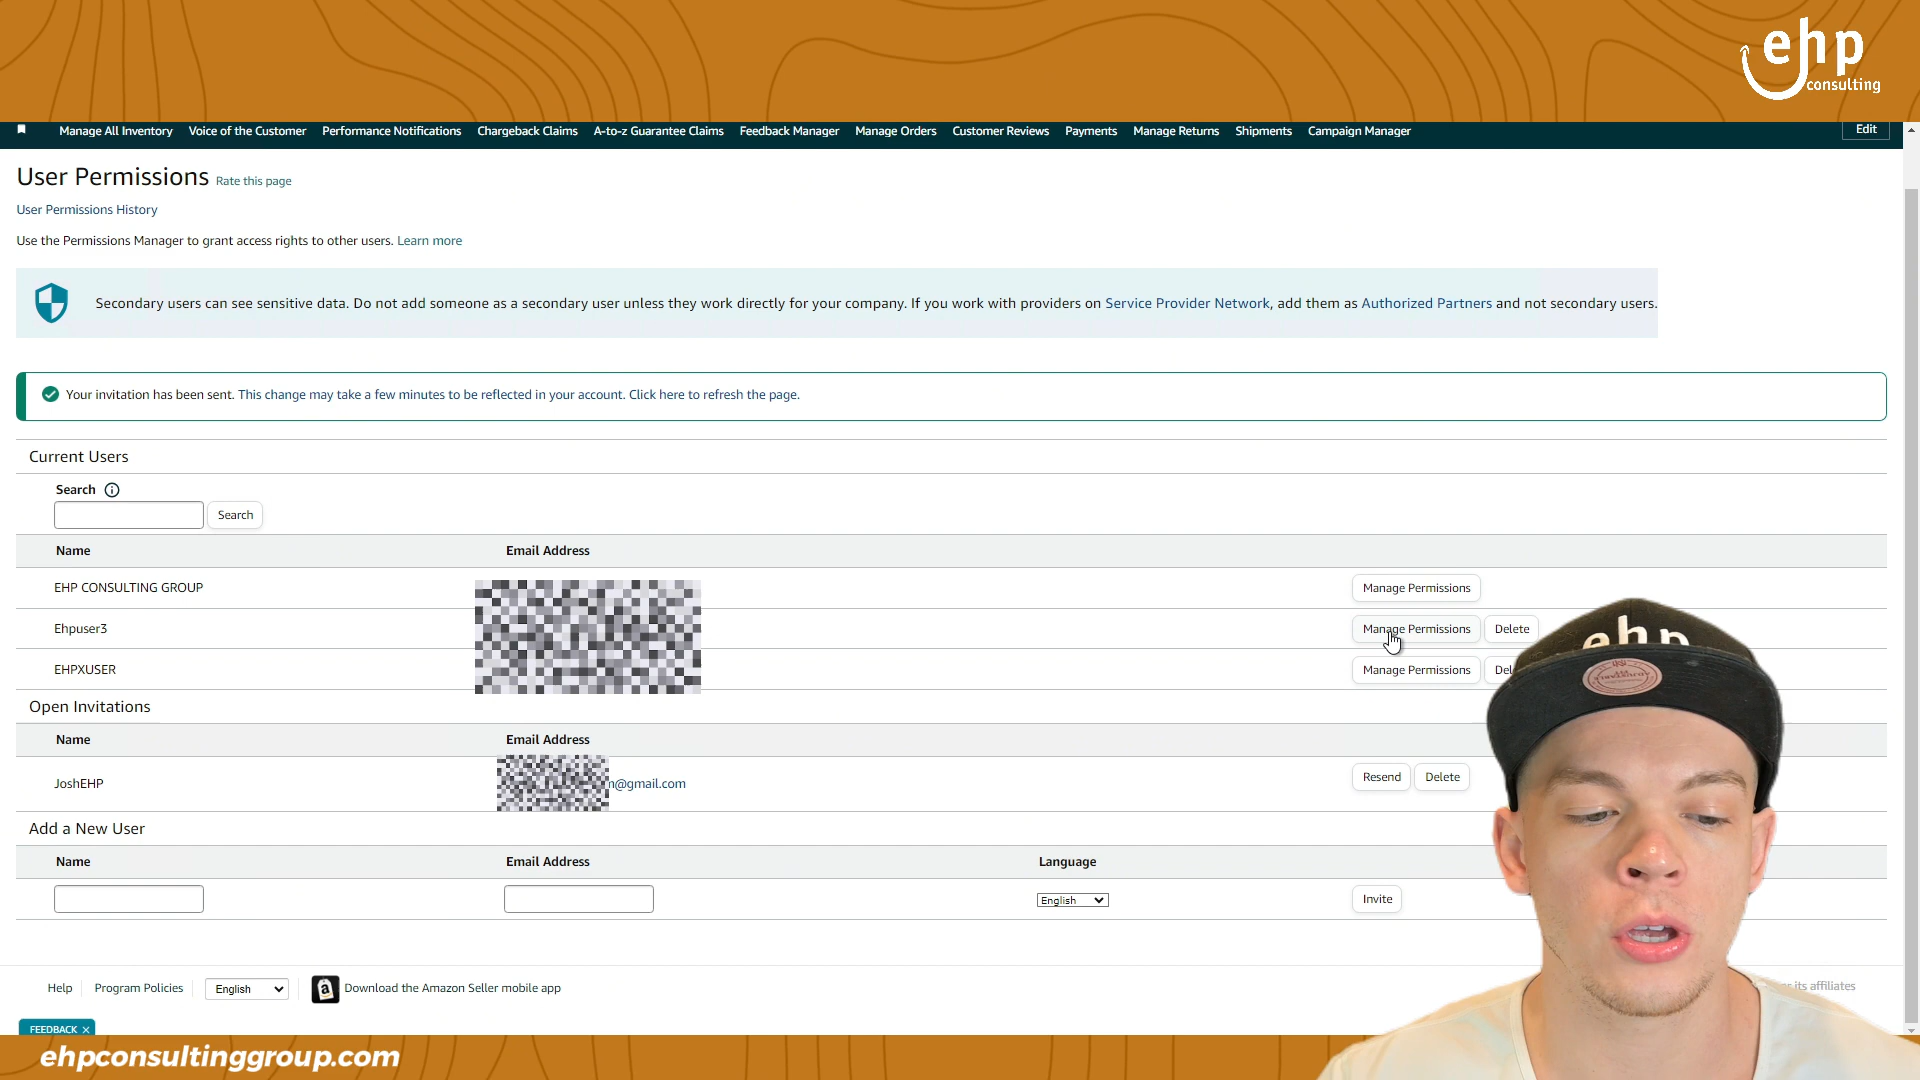 ehp
consulting
Manage All Inventory Voice of the Customer Performance Notifications Chargeback Claims A-to-z Guarantee Claims Feedback Manager Manage Orders Customer Reviews Payments Manage Returns Shipments Campaign Manager Edit
User Permissions Rate this page
User Permissions History
Use the Permissions Manager to grant access rights to other users. Learn more
Secondary users can see sensitive data. Do not add someone as a secondary user unless they work directly for your company. If you work with providers on Service Provider Network, add them as Authorized Partners and not secondary users.
Your invitation has been sent. This change may take a few minutes to be reflected in your account. Click here to refresh the page.
Current Users
Search
Search
Name Email Address
EHP CONSULTING GROUP Manage Permissions
Ehpuser3 Manage Permissions Delete
EHPXUSER Manage Permissions Del
Open Invitations
Name Email Address
JoshEHP n@gmail.com Resend Delete
Add a New User
Name Email Address Language
English Invite
Help Program Policies English Download the Amazon Seller mobile app its affiliates
FEEDBACK X
ehp
ehpconsultinggroup.com